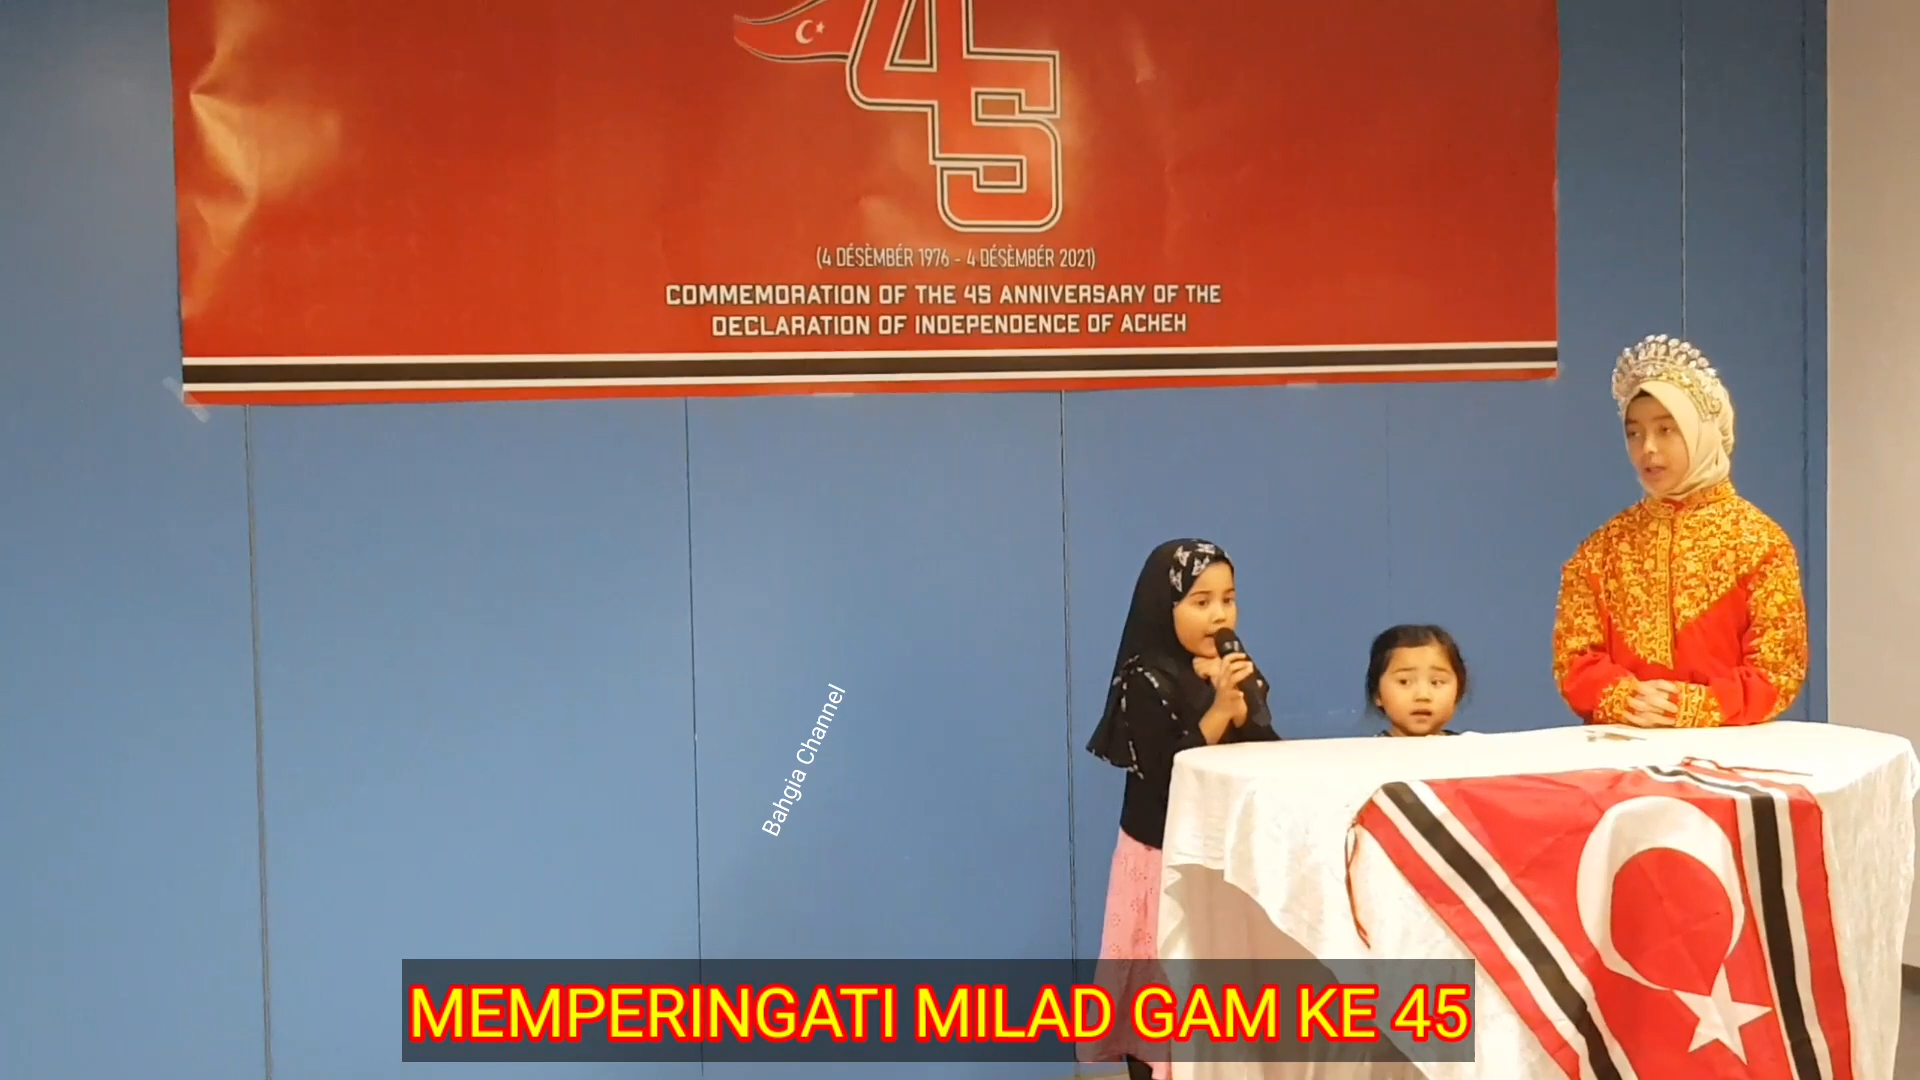 45
(4 DÉSÈMBÉR 1976 - 4 DÉSÈMBÉR 2021)
COMMEMORATION OF THE 45 ANNIVERSARY OF THE
DECLARATION OF INDEPENDENCE OF ACHEH
Bahgia Channel
MEMPERINGATI MILAD GAM KE 45